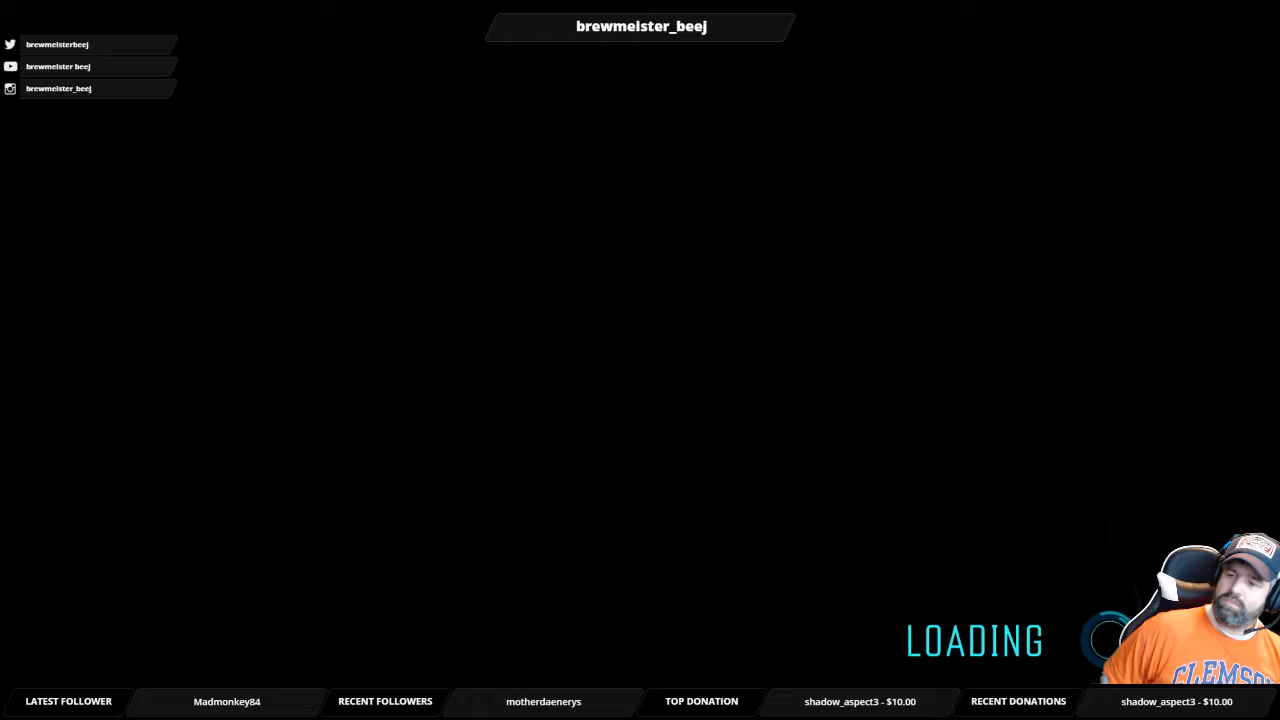 brewmeister_beej
brewmeisterbeej
brewmeister beej
brewmeister_beej
LOADING
CLEMSON
LATEST FOLLOWER Madmonkey84 RECENT FOLLOWERS motherdaenerys TOP DONATION shadow_aspect3 - $10.00 RECENT DONATIONS shadow_aspect3 - $10.00